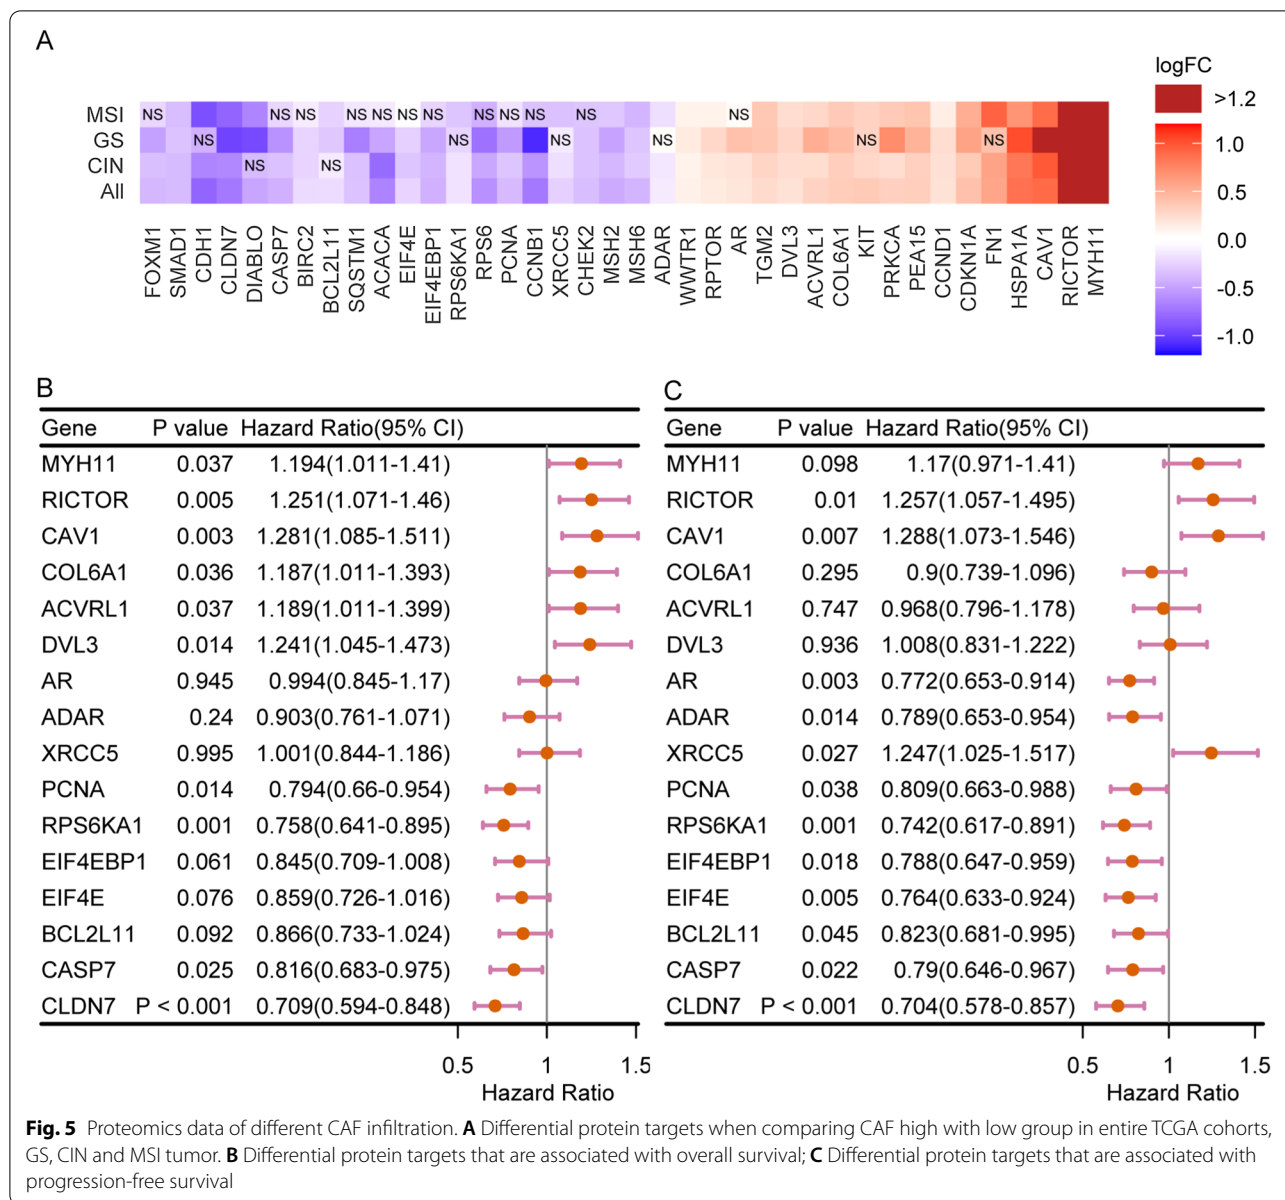 A
logFC
>1.2
1.0
0.5
0.0
-0.5
-1.0
MSI NS NS NS NS NS NS NS NS NS NS NS NS
GS NS NS NS NS NS NS
CIN NS NS
All
FOXM1 SMAD1 CDH1 CLDN7 DIABLO CASP7 BIRC2 BCL2L11 SQSTM1 ACACA EIF4E EIF4EBP1 RPS6KA1 RPS6 PCNA CCNB1 XRCC5 CHEK2 MSH2 MSH6 ADAR WWTR1 RPTOR AR TGM2 DVL3 ACVRL1 COL6A1 KIT PRKCA PEA15 CCND1 CDKN1A FN1 HSPA1A CAV1 RICTOR MYH11
B
Gene P value Hazard Ratio(95% CI)
MYH11 0.037 1.194(1.011-1.41)
RICTOR 0.005 1.251(1.071-1.46)
CAV1 0.003 1.281(1.085-1.511)
COL6A1 0.036 1.187(1.011-1.393)
ACVRL1 0.037 1.189(1.011-1.399)
DVL3 0.014 1.241(1.045-1.473)
AR 0.945 0.994(0.845-1.17)
ADAR 0.24 0.903(0.761-1.071)
XRCC5 0.995 1.001(0.844-1.186)
PCNA 0.014 0.794(0.66-0.954)
RPS6KA1 0.001 0.758(0.641-0.895)
EIF4EBP1 0.061 0.845(0.709-1.008)
EIF4E 0.076 0.859(0.726-1.016)
BCL2L11 0.092 0.866(0.733-1.024)
CASP7 0.025 0.816(0.683-0.975)
CLDN7 P < 0.001 0.709(0.594-0.848)
0.5 1 1.5
Hazard Ratio
C
Gene P value Hazard Ratio(95% CI)
MYH11 0.098 1.17(0.971-1.41)
RICTOR 0.01 1.257(1.057-1.495)
CAV1 0.007 1.288(1.073-1.546)
COL6A1 0.295 0.9(0.739-1.096)
ACVRL1 0.747 0.968(0.796-1.178)
DVL3 0.936 1.008(0.831-1.222)
AR 0.003 0.772(0.653-0.914)
ADAR 0.014 0.789(0.653-0.954)
XRCC5 0.027 1.247(1.025-1.517)
PCNA 0.038 0.809(0.663-0.988)
RPS6KA1 0.001 0.742(0.617-0.891)
EIF4EBP1 0.018 0.788(0.647-0.959)
EIF4E 0.005 0.764(0.633-0.924)
BCL2L11 0.045 0.823(0.681-0.995)
CASP7 0.022 0.79(0.646-0.967)
CLDN7 P < 0.001 0.704(0.578-0.857)
0.5 1 1.5
Hazard Ratio
Fig. 5 Proteomics data of different CAF infiltration. A Differential protein targets when comparing CAF high with low group in entire TCGA cohorts,
GS, CIN and MSI tumor. B Differential protein targets that are associated with overall survival; C Differential protein targets that are associated with
progression-free survival